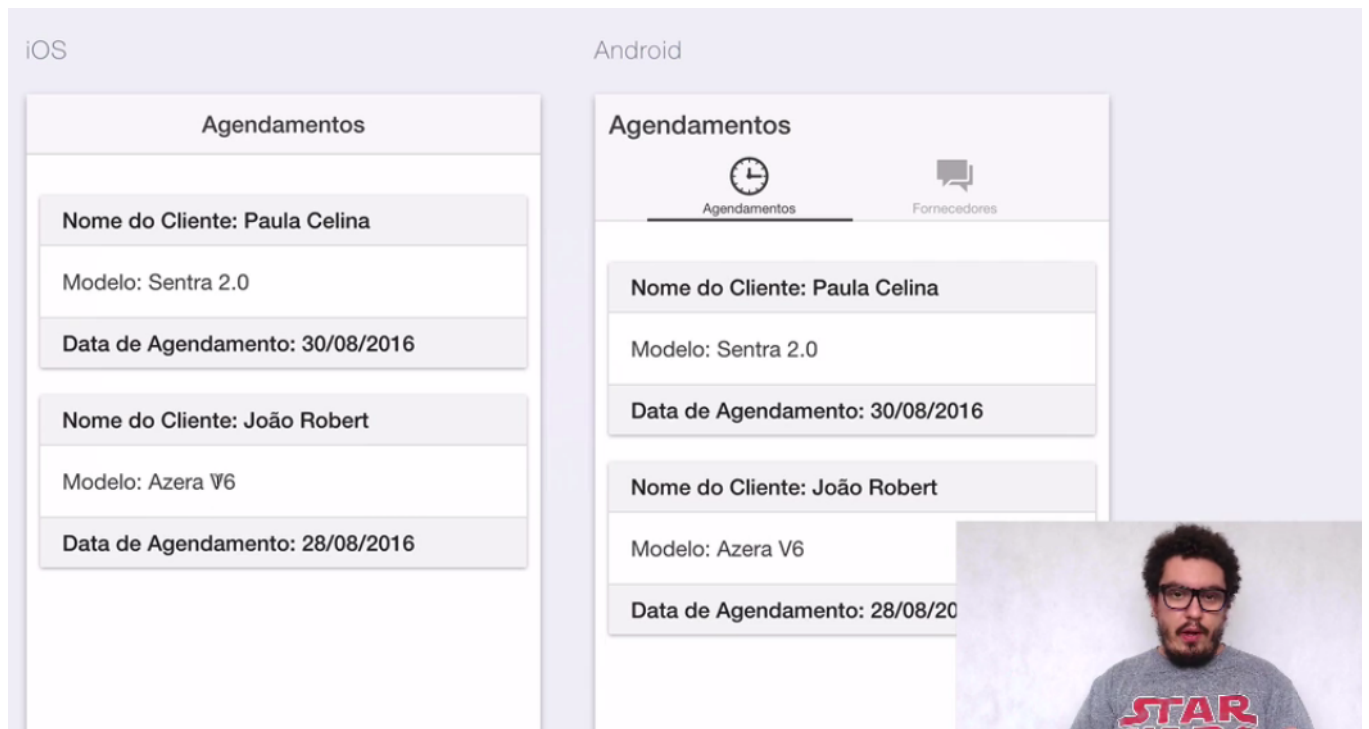 iOS
Agendamentos
Nome do Cliente: Paula Celina
Modelo: Sentra 2.0
Data de Agendamento: 30/08/2016
Nome do Cliente: João Robert
Modelo: Azera V6
Data de Agendamento: 28/08/2016
Android
Agendamentos
Agendamentos
Fornecedores
Nome do Cliente: Paula Celina
Modelo: Sentra 2.0
Data de Agendamento: 30/08/2016
Nome do Cliente: João Robert
Modelo: Azera V6
Data de Agendamento: 28/08/20
STAR